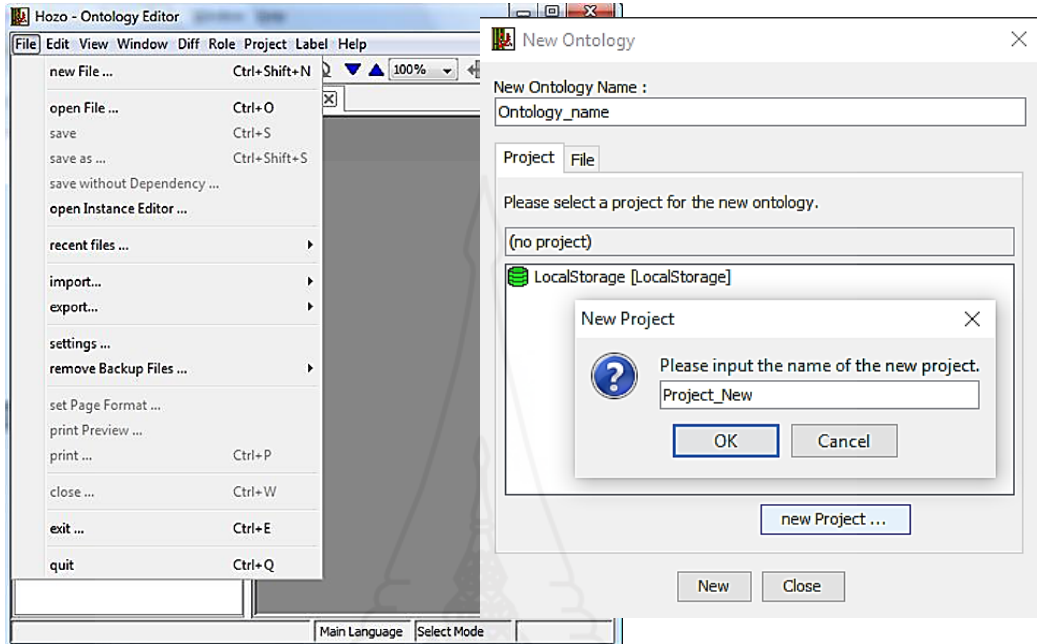 Hozo - Ontology Editor
File Edit View Window Diff Role Project Label Help
new File ... Ctrl+Shift+N
100%
open File ... Ctrl+O
save Ctrl+S
save as ... Ctrl+Shift+S
save without Dependency ...
open Instance Editor ...
recent files ...
import...
export...
settings ...
remove Backup Files ...
set Page Format ...
print Preview ...
print ... Ctrl+P
close ... Ctrl+W
exit ... Ctrl+E
quit Ctrl+Q
Main Language Select Mode
New Ontology
New Ontology Name :
Ontology_name
Project File
Please select a project for the new ontology.
(no project)
LocalStorage [LocalStorage]
New Project
Please input the name of the new project.
Project_New
OK Cancel
new Project ...
New Close